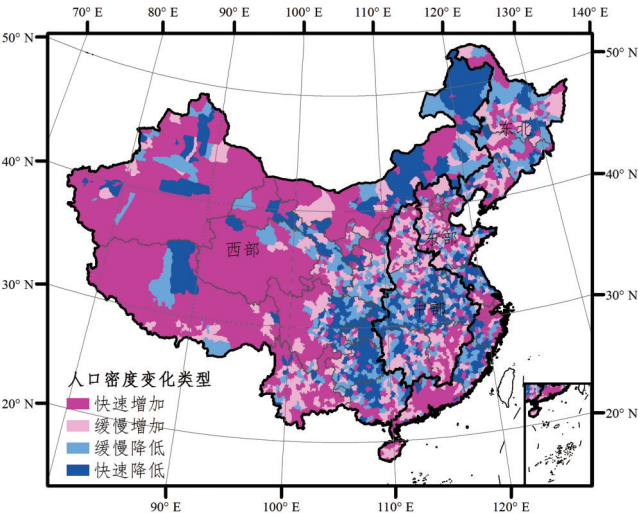 70° E 80° E 90° E 100° E 110° E 120° E 130° E 140° E
50° N 50° N
东北
40° N 40° N
东部
西部
30° N 30° N
中部
人口密度变化类型
快速增加
缓慢增加
缓慢降低
快速降低
20° N 20° N
90° E 100° E 110° E 120° E